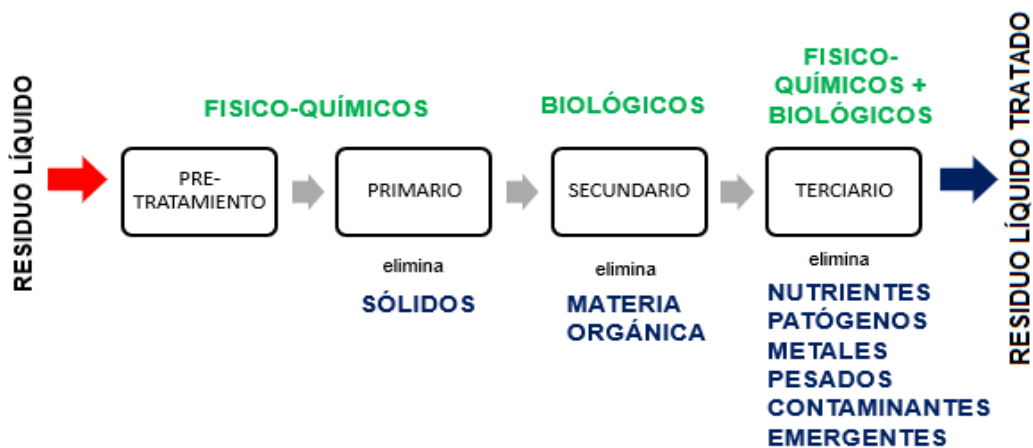 RESIDUO LÍQUIDO
FISICO-QUÍMICOS
BIOLÓGICOS
FISICO-
QUÍMICOS +
BIOLÓGICOS
PRE-
TRATAMIENTO
PRIMARIO
SECUNDARIO
TERCIARIO
elimina
SÓLIDOS
elimina
MATERIA
ORGÁNICA
elimina
NUTRIENTES
PATÓGENOS
METALES
PESADOS
CONTAMINANTES
EMERGENTES
RESIDUO LÍQUIDO TRATADO